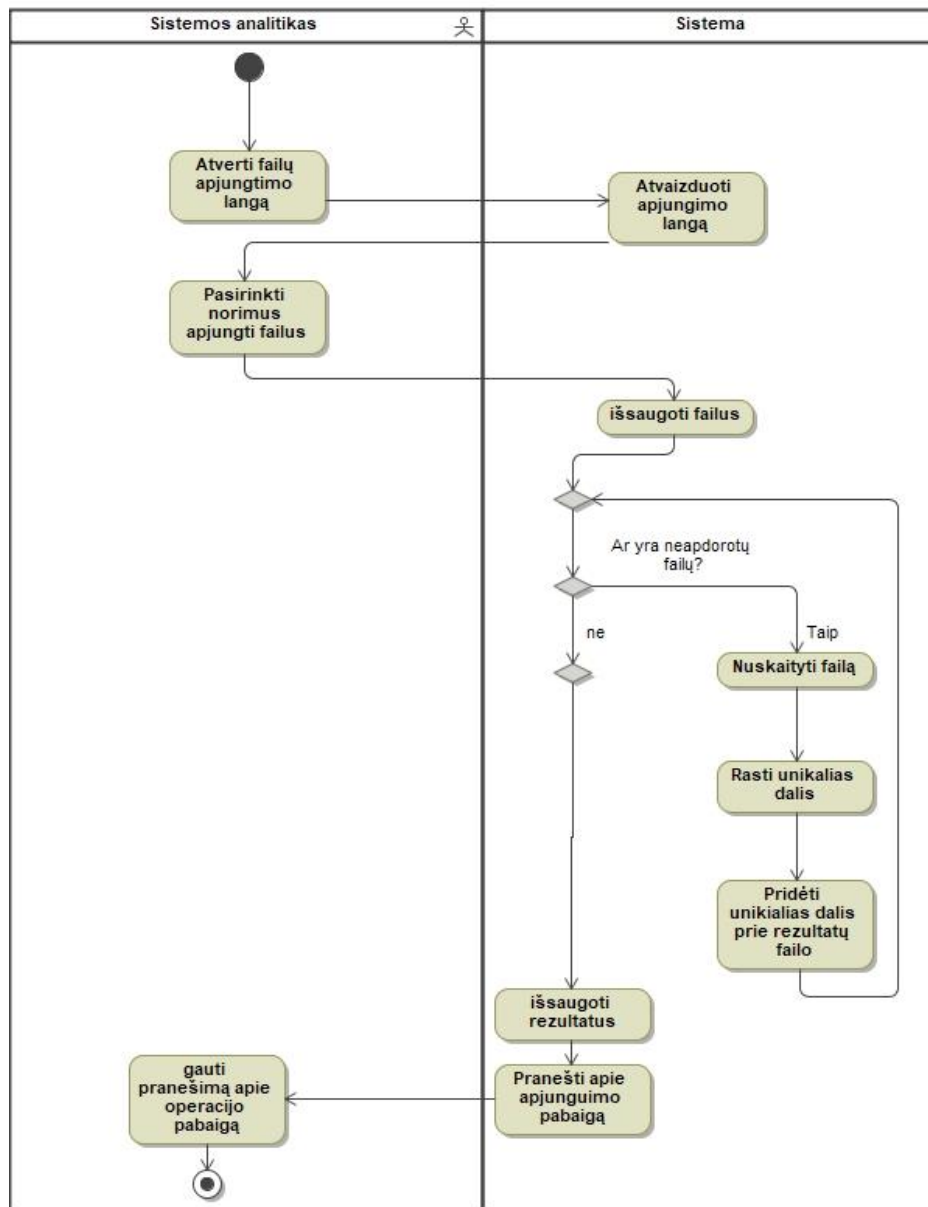 Sistemos analitikas
Sistema
Atverti failų
apjungtimo
langą
Atvaizduoti
apjungimo
langą
Pasirinkti
norimus
apjungti failus
išsaugoti failus
Ar yra neapdorotų
failų?
ne
Taip
Nuskaityti failą
Rasti unikalias
dalis
Pridėti
unikialias dalis
prie rezultatų
failo
išsaugoti
rezultatus
gauti
pranešimą apie
operacijo
pabaigą
Pranešti apie
apjunguimo
pabaigą